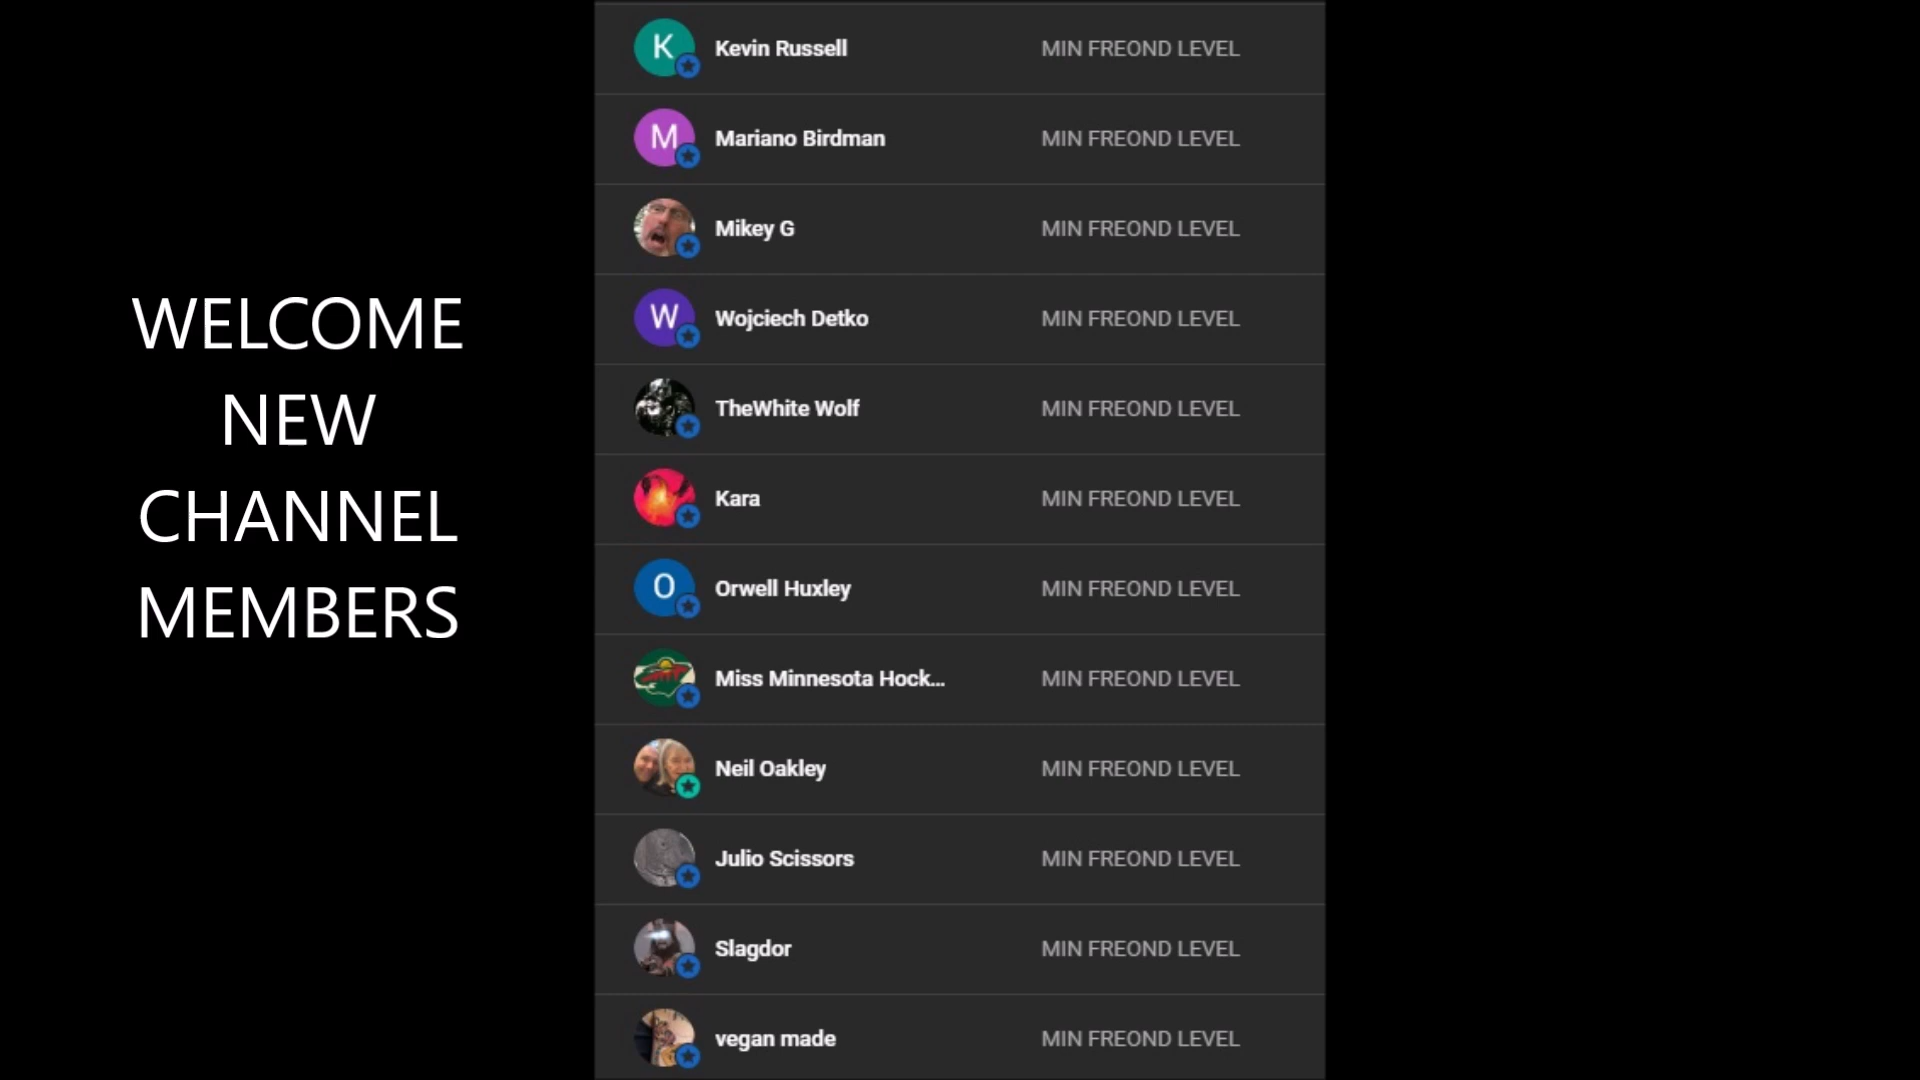 WELCOME
NEW
CHANNEL
MEMBERS
K Kevin Russell MIN FREOND LEVEL
M Mariano Birdman MIN FREOND LEVEL
Mikey G MIN FREOND LEVEL
W Wojciech Detko MIN FREOND LEVEL
TheWhite Wolf MIN FREOND LEVEL
Kara MIN FREOND LEVEL
O Orwell Huxley MIN FREOND LEVEL
Miss Minnesota Hock... MIN FREOND LEVEL
Neil Oakley MIN FREOND LEVEL
Julio Scissors MIN FREOND LEVEL
Slagdor MIN FREOND LEVEL
vegan made MIN FREOND LEVEL